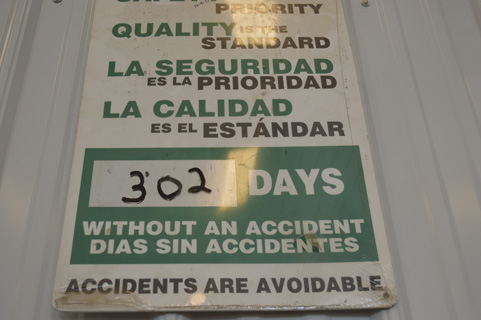 SAFETY
PRIORITY
QUALITY IS THE
STANDARD
LA SEGURIDAD
ES LA PRIORIDAD
LA CALIDAD
ES EL ESTÁNDAR
302 DAYS
WITHOUT AN ACCIDENT
DIAS SIN ACCIDENTES
ACCIDENTS ARE AVOIDABLE